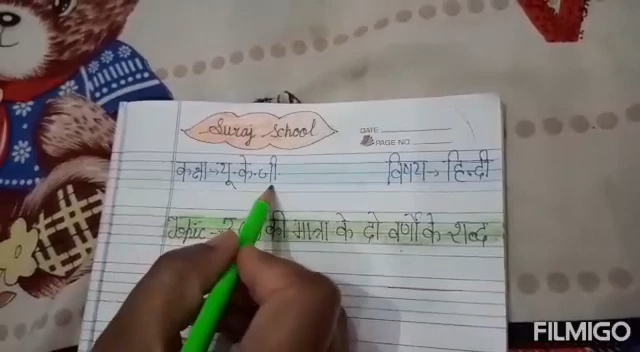 Suraj School
DATE
PAGE NO.
कक्षा→यू.के.जी.
विषय→ हिन्दी
Topic → की मात्रा के दो वर्णों के शब्द
FILMIGO